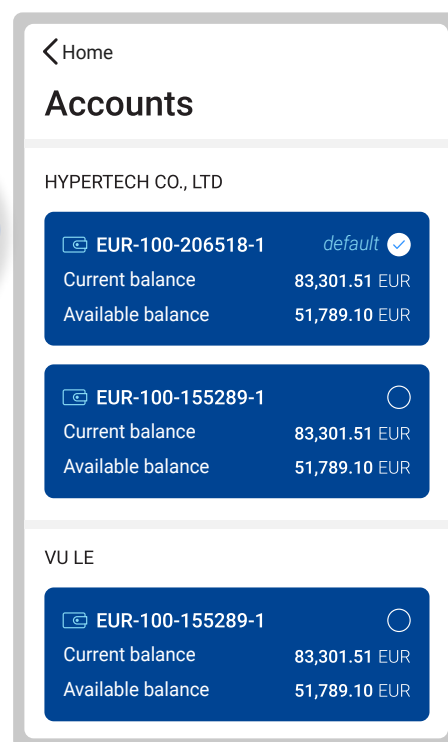 Home
Accounts
HYPERTECH CO., LTD
EUR-100-206518-1 default
Current balance 83,301.51 EUR
Available balance 51,789.10 EUR
EUR-100-155289-1
Current balance 83,301.51 EUR
Available balance 51,789.10 EUR
VU LE
EUR-100-155289-1
Current balance 83,301.51 EUR
Available balance 51,789.10 EUR